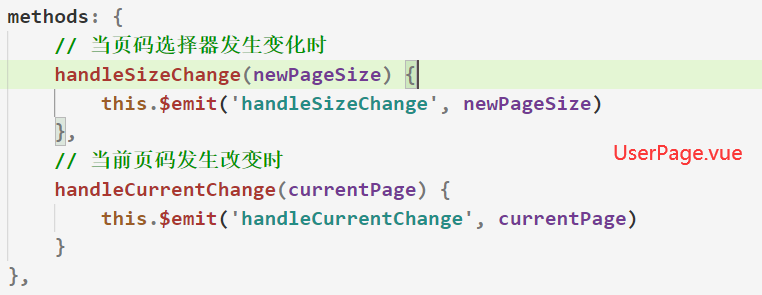 methods: {
// 当页码选择器发生变化时
handleSizeChange(newPageSize) {
this.$emit('handleSizeChange', newPageSize)
},
// 当前页码发生改变时
UserPage.vue
handleCurrentChange(currentPage) {
this.$emit('handleCurrentChange', currentPage)
}
},